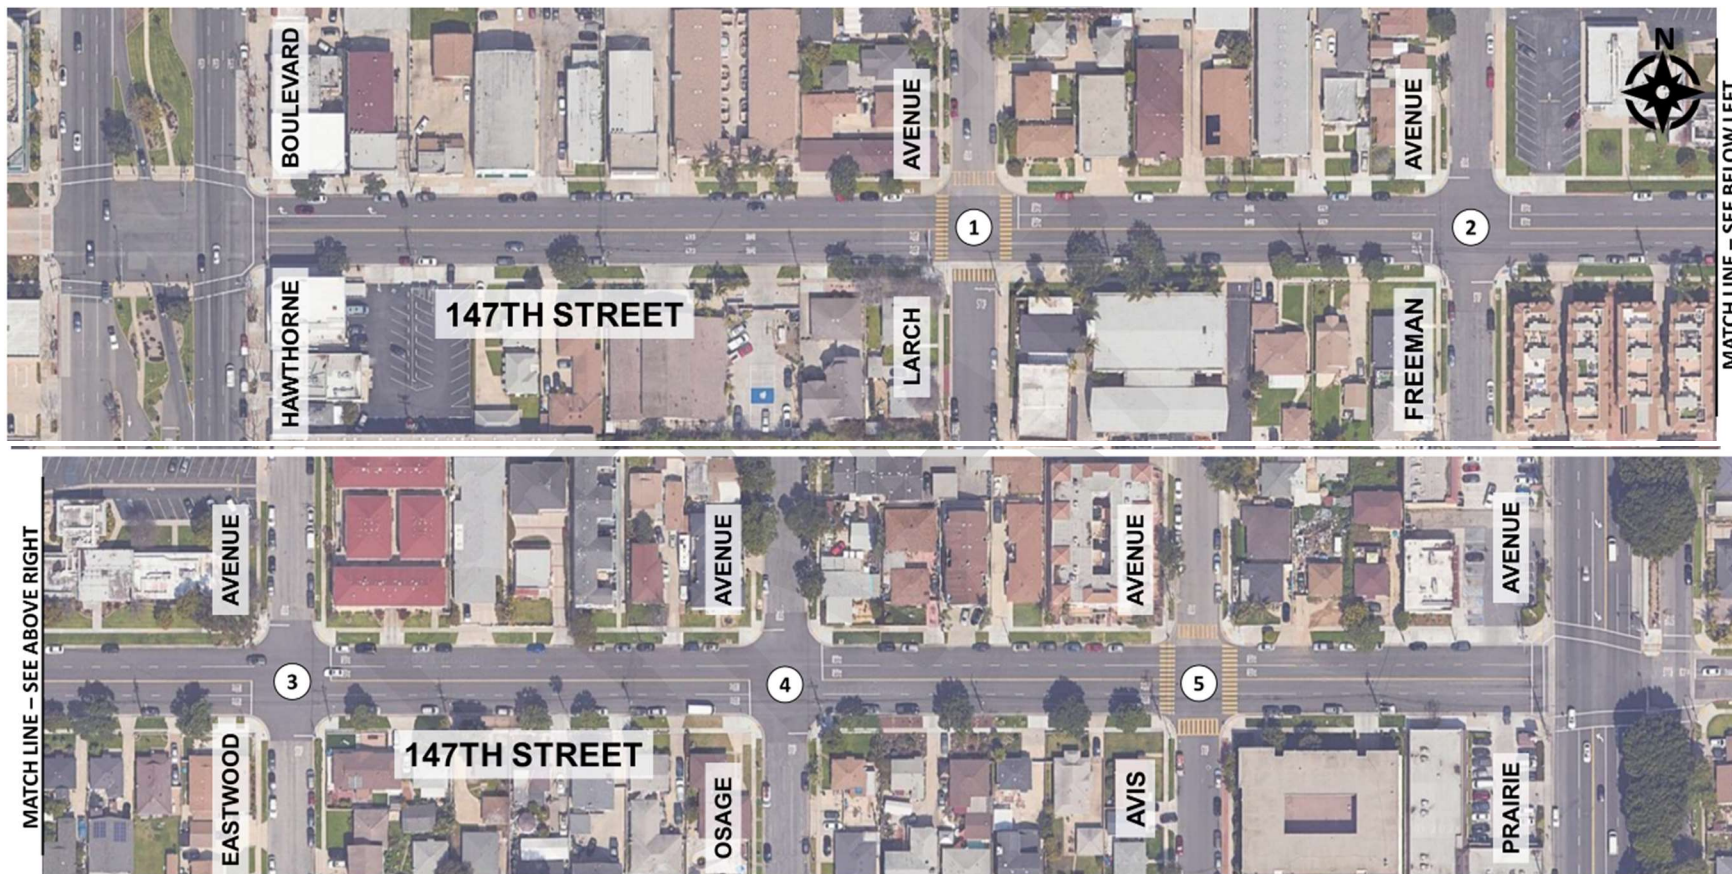 N
BOULEVARD
AVENUE
AVENUE
1
2
147TH STREET
HAWTHORNE
LARCH
FREEMAN
MATCH LINE – SEE BELOW LEFT
MATCH LINE – SEE ABOVE RIGHT
AVENUE
AVENUE
AVENUE
AVENUE
3
4
5
147TH STREET
EASTWOOD
OSAGE
AVIS
PRAIRIE